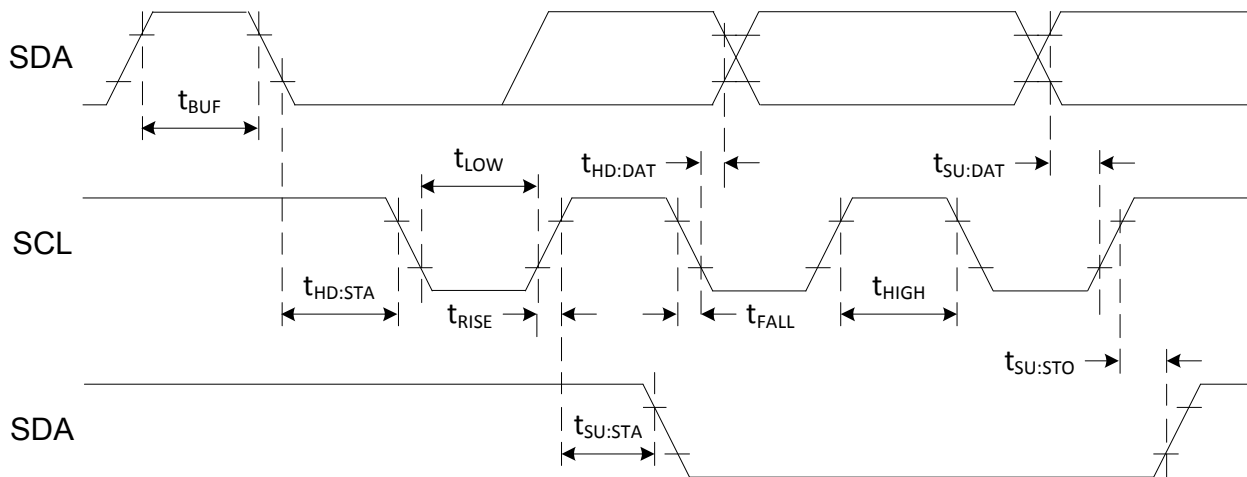 SDA
tBUF
tLOW
tHD:DAT
tSU:DAT
SCL
tHD:STA
tRISE
tFALL
tHIGH
tSU:STO
SDA
tSU:STA